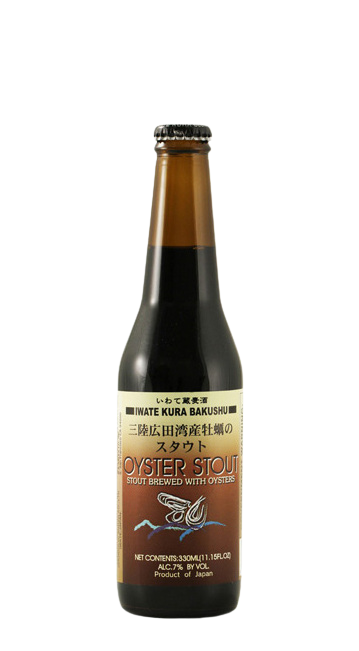 いわて蔵麦酒
IWATE KURA BAKUSHU
三陸広田湾産牡蠣の
スタウト
OYSTER STOUT
STOUT BREWED WITH OYSTERS
NET CONTENTS:330ML(11.15FL.OZ)
ALC.7% BY VOL.
Product of Japan